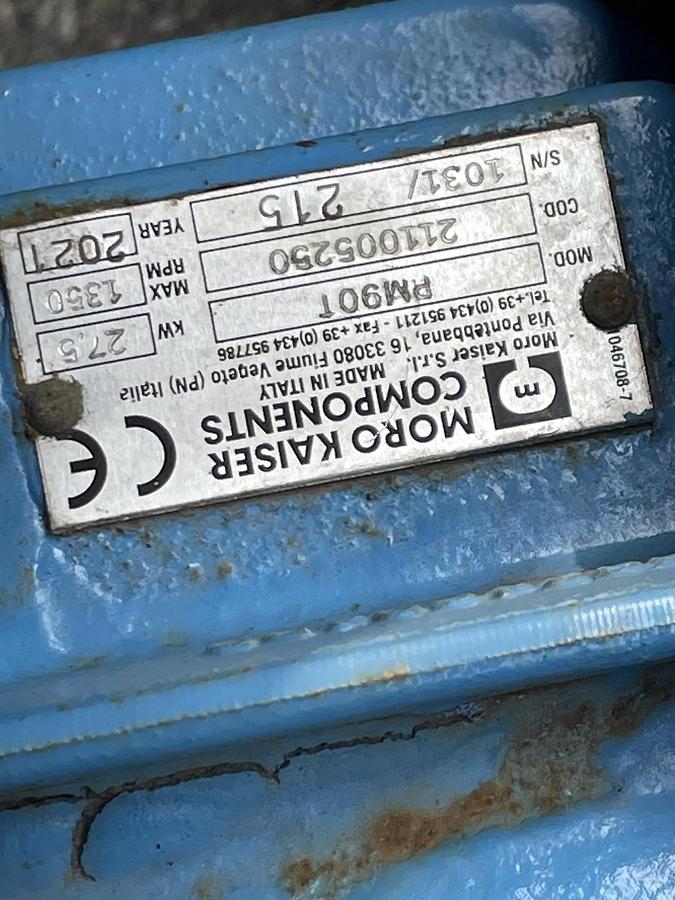 m
MORO KAISER
COMPONENTS
MADE IN ITALY
CE
Moro Kaiser S.r.l.
Via Pontebbana, 16 33080 Fiume Veneto (PN) Italia
Tel.+39 (0)434 951211 - Fax +39 (0)434 957786
MOD. PM90T
KW 27,5
COD. 211005250
MAX RPM 1350
S/N 1031/ 215
YEAR 2021
046708-7